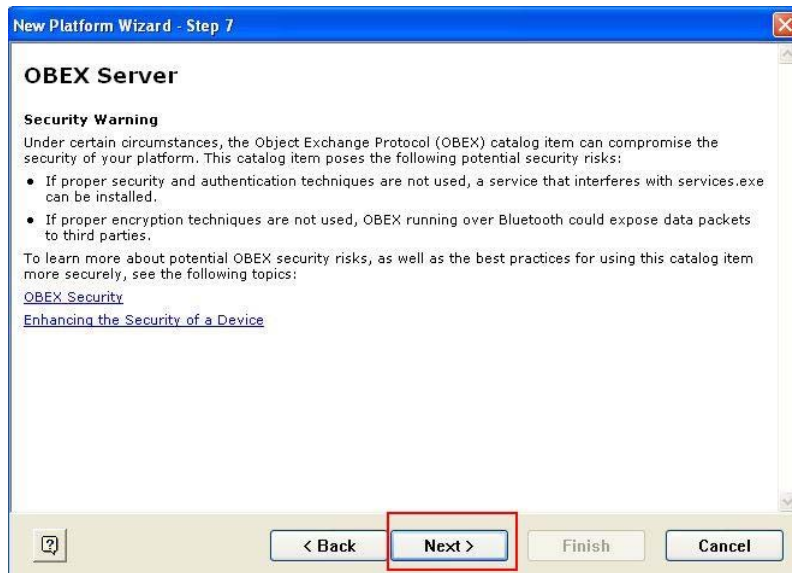 New Platform Wizard - Step 7
OBEX Server
Security Warning
Under certain circumstances, the Object Exchange Protocol (OBEX) catalog item can compromise the
security of your platform. This catalog item poses the following potential security risks:
• If proper security and authentication techniques are not used, a service that interferes with services.exe
can be installed.
• If proper encryption techniques are not used, OBEX running over Bluetooth could expose data packets
to third parties.
To learn more about potential OBEX security risks, as well as the best practices for using this catalog item
more securely, see the following topics:
OBEX Security
Enhancing the Security of a Device
? < Back Next > Finish Cancel